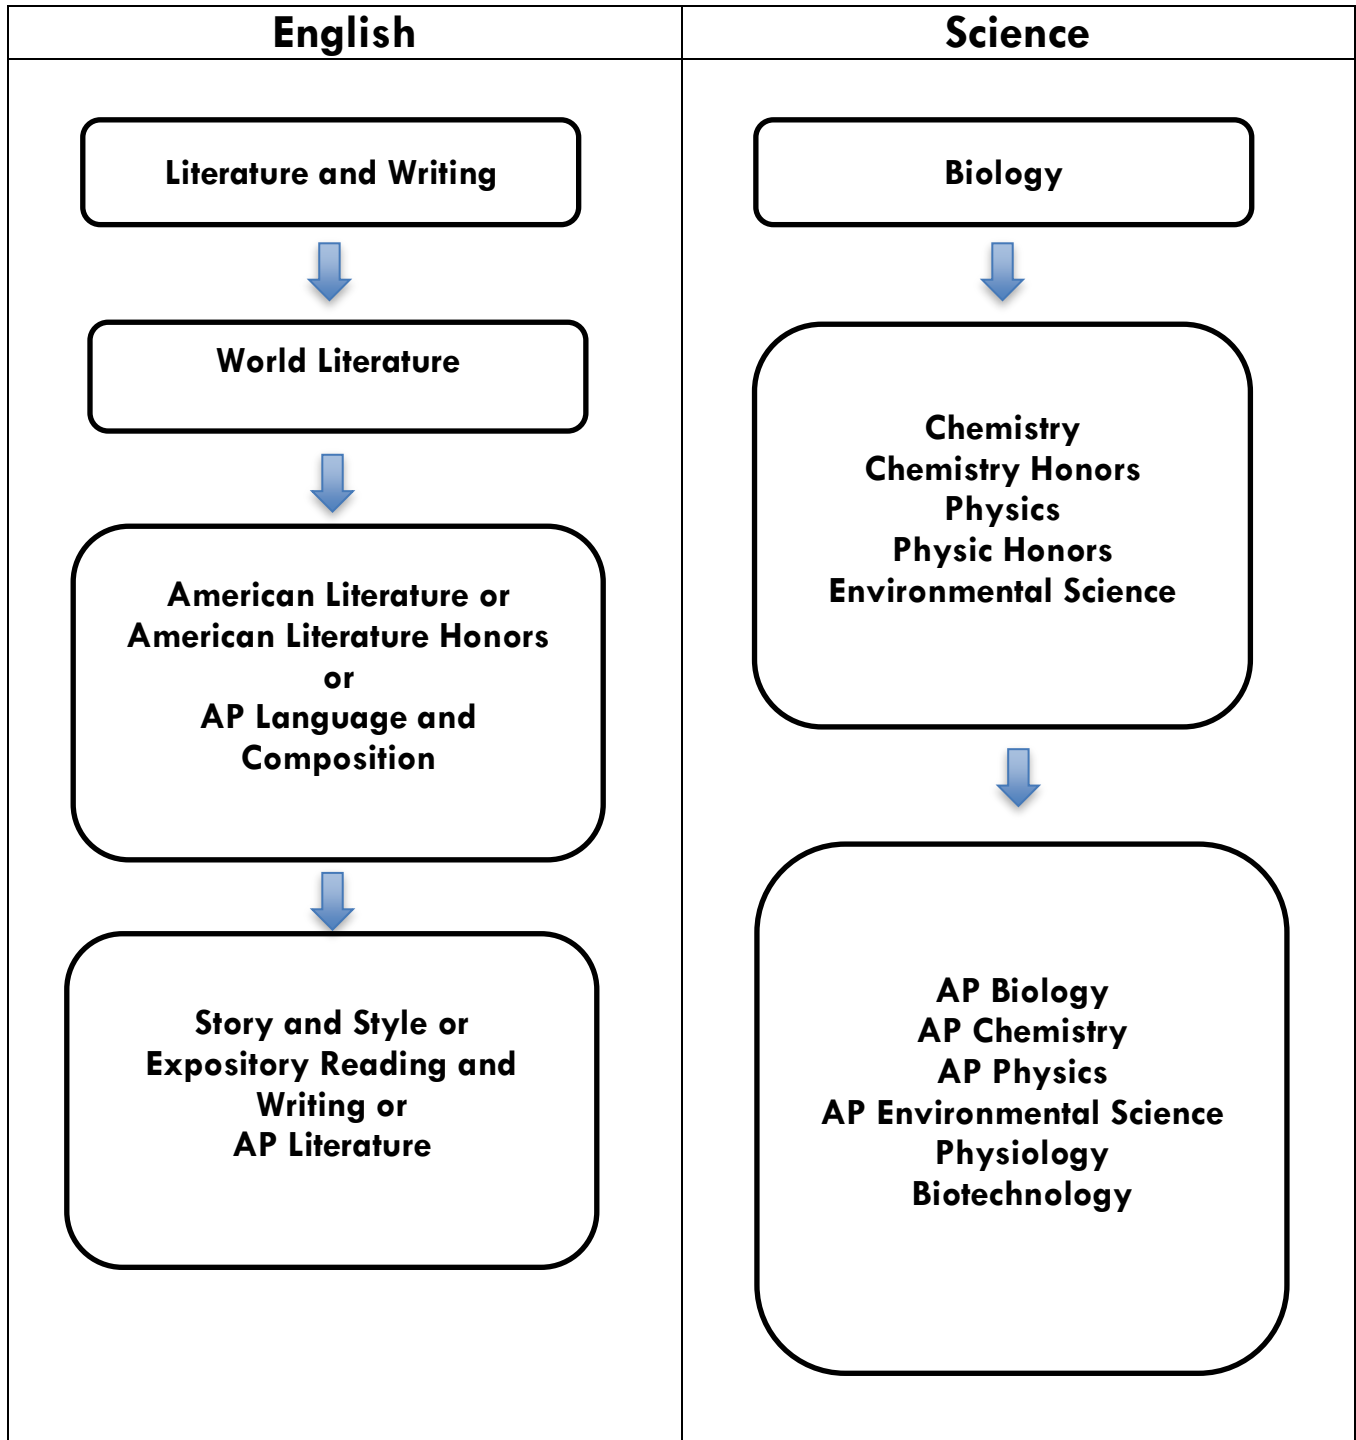 English
Science
Literature and Writing
World Literature
American Literature or
American Literature Honors
or
AP Language and
Composition
Story and Style or
Expository Reading and
Writing or
AP Literature
Biology
Chemistry
Chemistry Honors
Physics
Physic Honors
Environmental Science
AP Biology
AP Chemistry
AP Physics
AP Environmental Science
Physiology
Biotechnology